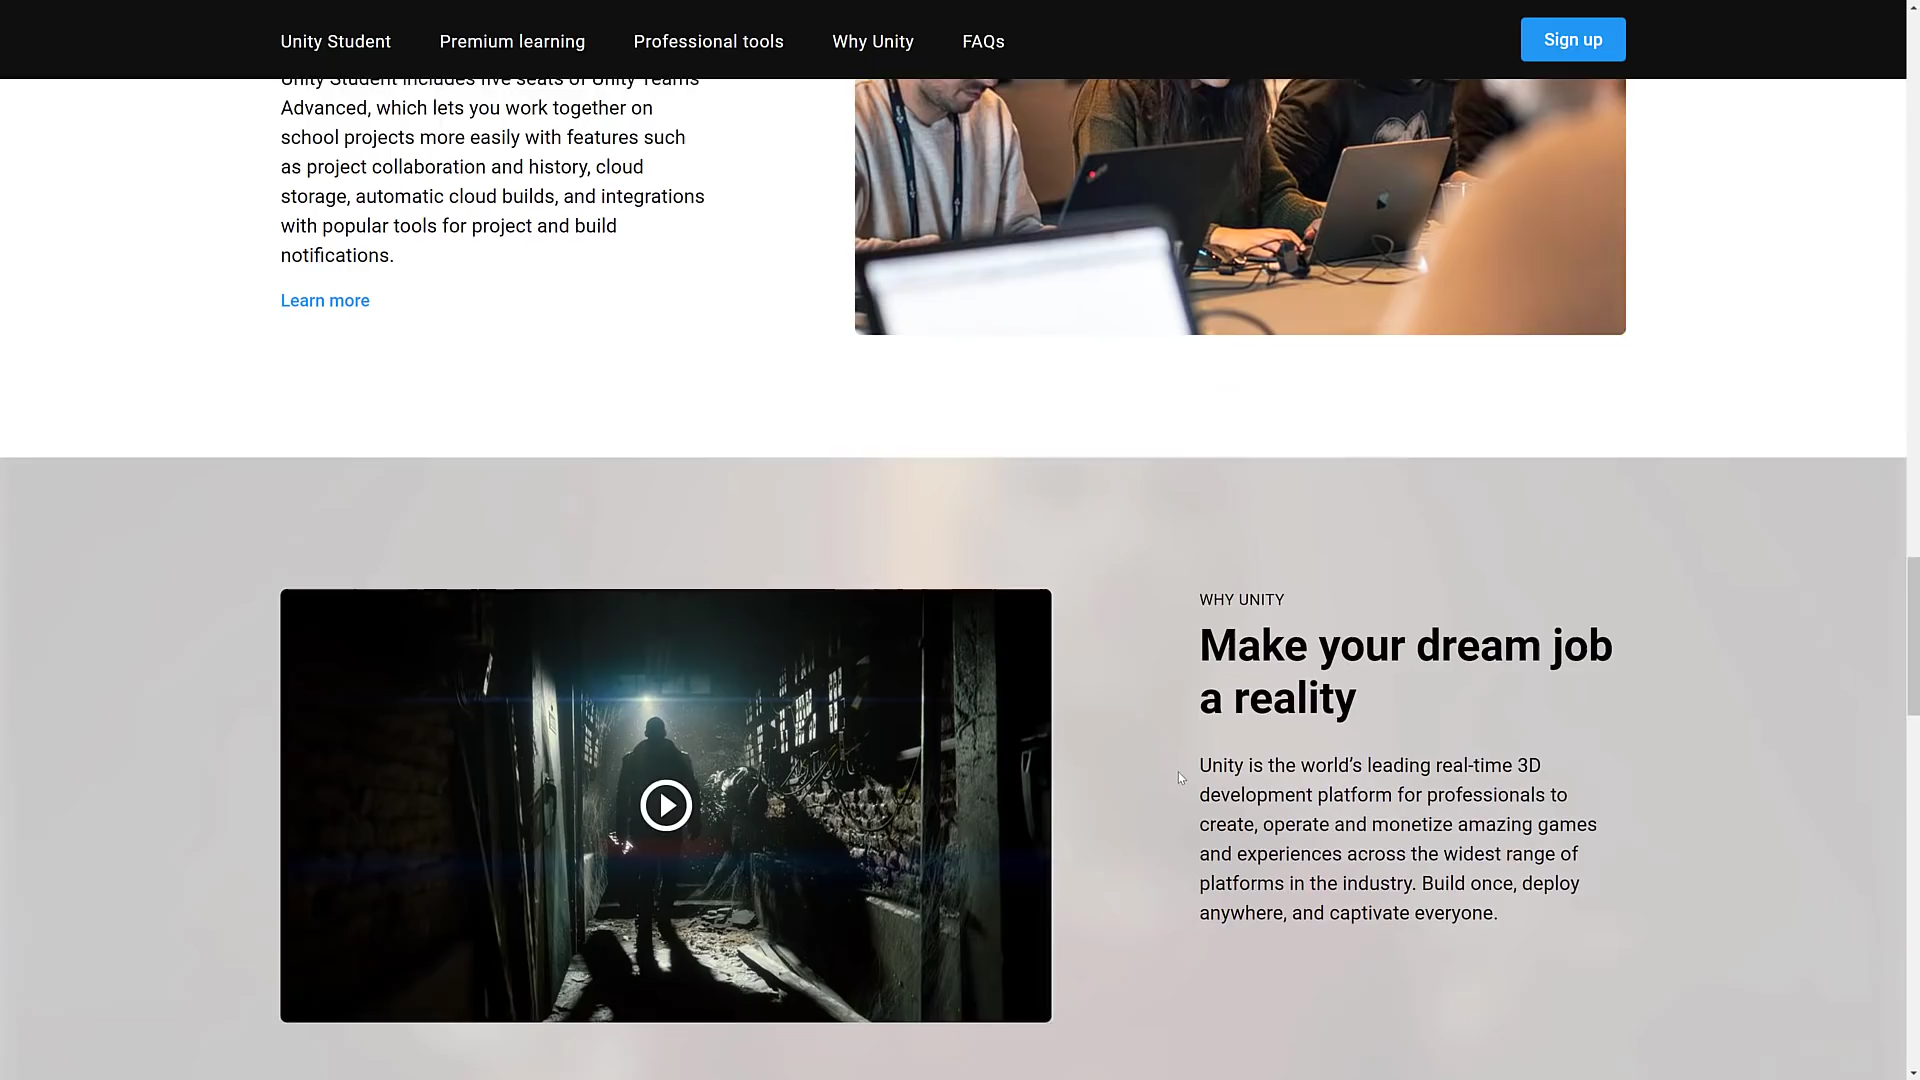 Unity Student
Premium learning
Professional tools
Why Unity
FAQs
Sign up
Unity Student includes five seats of Unity Teams
Advanced, which lets you work together on
school projects more easily with features such
as project collaboration and history, cloud
storage, automatic cloud builds, and integrations
with popular tools for project and build
notifications.
Learn more
WHY UNITY
Make your dream job
a reality
Unity is the world’s leading real-time 3D
development platform for professionals to
create, operate and monetize amazing games
and experiences across the widest range of
platforms in the industry. Build once, deploy
anywhere, and captivate everyone.